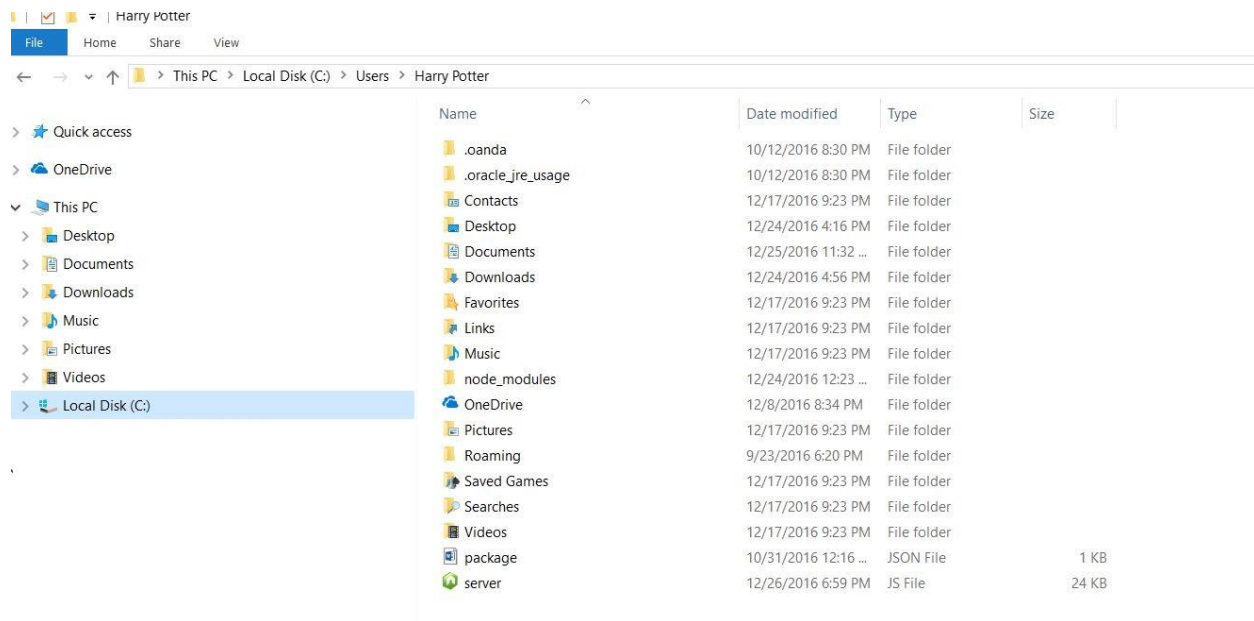 Harry Potter
File Home Share View
This PC > Local Disk (C:) > Users > Harry Potter
Name Date modified Type Size
Quick access
OneDrive
This PC
Desktop
Documents
Downloads
Music
Pictures
Videos
Local Disk (C:)
.oanda 10/12/2016 8:30 PM File folder
.oracle_jre_usage 10/12/2016 8:30 PM File folder
Contacts 12/17/2016 9:23 PM File folder
Desktop 12/24/2016 4:16 PM File folder
Documents 12/25/2016 11:32 ... File folder
Downloads 12/24/2016 4:56 PM File folder
Favorites 12/17/2016 9:23 PM File folder
Links 12/17/2016 9:23 PM File folder
Music 12/17/2016 9:23 PM File folder
node_modules 12/24/2016 12:23 ... File folder
OneDrive 12/8/2016 8:34 PM File folder
Pictures 12/17/2016 9:23 PM File folder
Roaming 9/23/2016 6:20 PM File folder
Saved Games 12/17/2016 9:23 PM File folder
Searches 12/17/2016 9:23 PM File folder
Videos 12/17/2016 9:23 PM File folder
package 10/31/2016 12:16 ... JSON File 1 KB
server 12/26/2016 6:59 PM JS File 24 KB